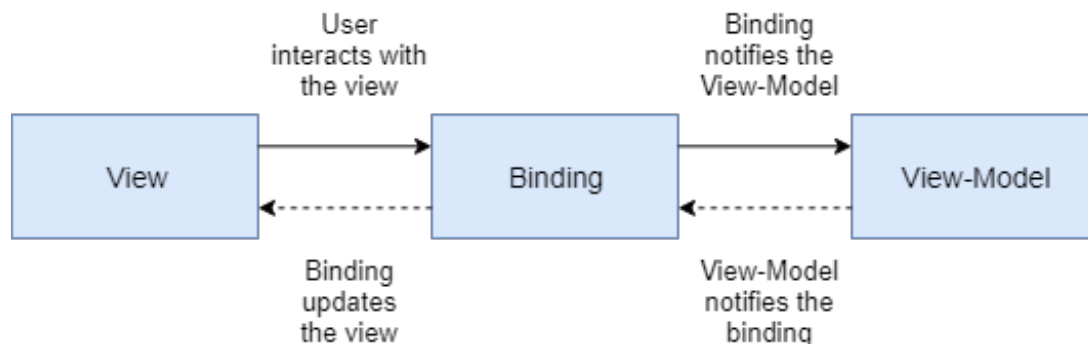 User
interacts with
the view
Binding
notifies the
View-Model
View
Binding
View-Model
Binding
updates
the view
View-Model
notifies the
binding